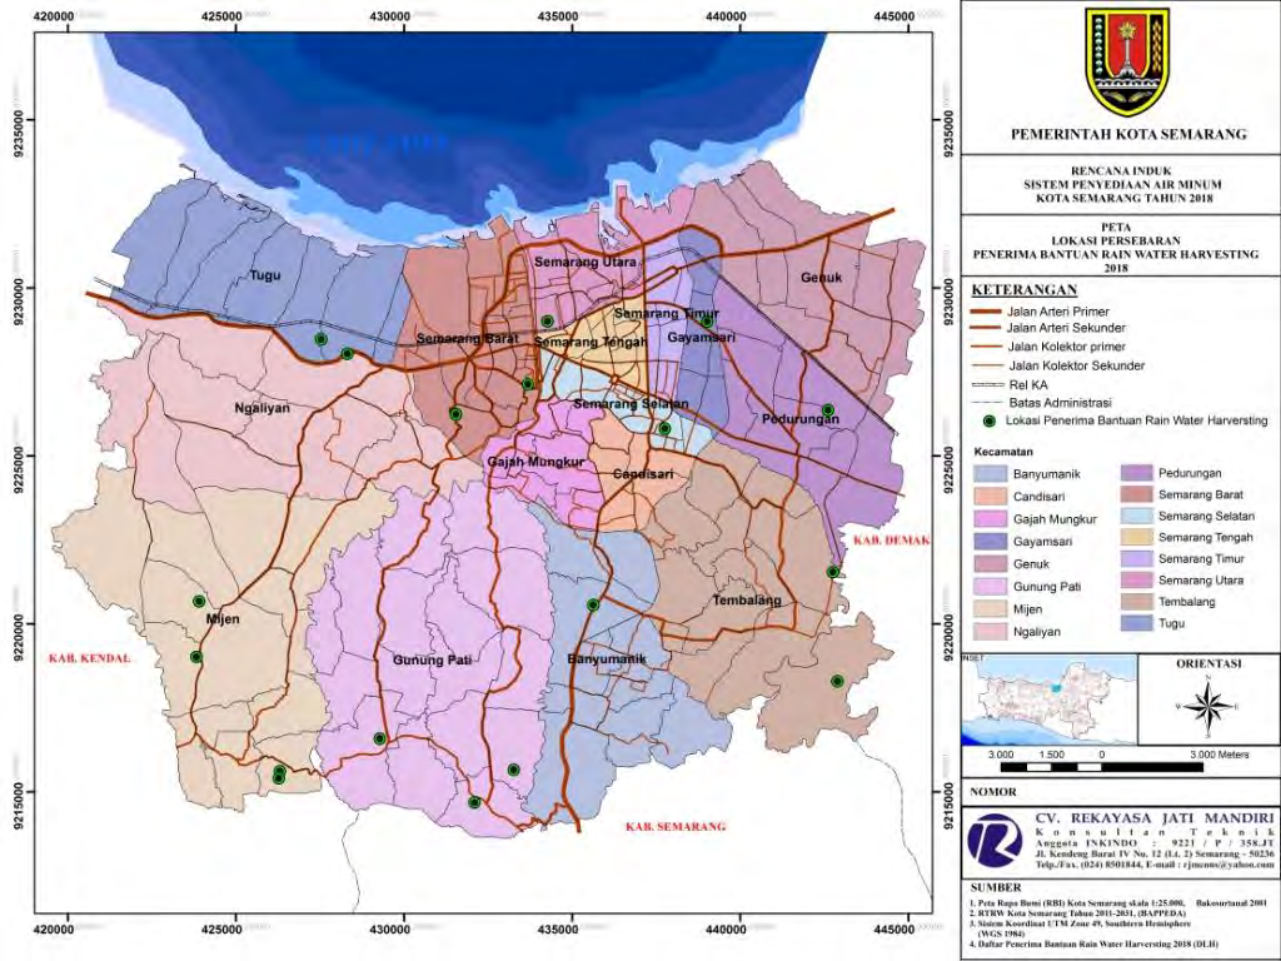 420000 425000 430000 435000 440000 445000
9235000
9230000
9225000
9220000
9215000
9235000
9230000
9225000
9220000
9215000
Tugu
Semarang Utara
Genuk
Semarang Timur
Semarang Barat
Semarang Tengah
Gayamsari
Ngaliyan
Semarang Selatan
Pedurungan
Gajah Mungkur
Candisari
KAB. DEMAK
Mijen
Tembalang
KAB. KENDAL
Gunung Pati
Banyumanik
KAB. SEMARANG
420000 425000 430000 435000 440000 445000
PEMERINTAH KOTA SEMARANG
RENCANA INDUK
SISTEM PENYEDIAAN AIR MINUM
KOTA SEMARANG TAHUN 2018
PETA
LOKASI PERSEBARAN
PENERIMA BANTUAN RAIN WATER HARVESTING
2018
KETERANGAN
Jalan Arteri Primer
Jalan Arteri Sekunder
Jalan Kolektor primer
Jalan Kolektor Sekunder
Rel KA
Batas Administrasi
Lokasi Penerima Bantuan Rain Water Harversting
Kecamatan
Banyumanik
Candisari
Gajah Mungkur
Gayamsari
Genuk
Gunung Pati
Mijen
Ngaliyan
Pedurungan
Semarang Barat
Semarang Selatan
Semarang Tengah
Semarang Timur
Semarang Utara
Tembalang
Tugu
INSET
ORIENTASI
N
W E
S
3.000 1.500 0 3.000 Meters
NOMOR
CV. REKAYASA JATI MANDIRI
Konsultan Teknik
Anggota INKINDO : 9221 / P / 358.JT
Jl. Kendeng Barat IV No. 12 (Lt. 2) Semarang - 50236
Telp./Fax. (024) 8501844, E-mail : rjmcons@yahoo.com
SUMBER
1. Peta Rupa Bumi (RBI) Kota Semarang skala 1:25.000, Bakosurtanal 2001
2. RTRW Kota Semarang Tahun 2011-2031, (BAPPEDA)
3. Sistem Koordinat UTM Zone 49, Southtern Hemisphere
(WGS 1984)
4. Daftar Penerima Bantuan Rain Water Harversting 2018 (DLH)